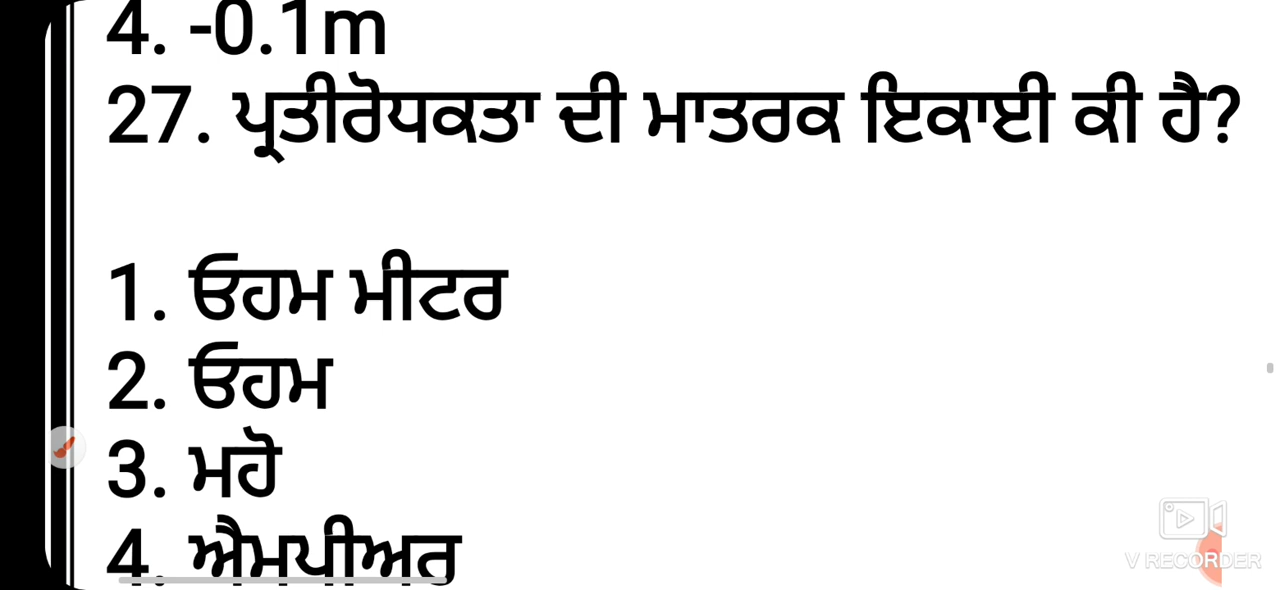 4. -0.1m
27. ਪ੍ਰਤੀਰੋਧਕਤਾ ਦੀ ਮਾਤਰਕ ਇਕਾਈ ਕੀ ਹੈ?
1. ਓਹਮ ਮੀਟਰ
2. ਓਹਮ
3. ਮਹੋ
4. ਐਮਪੀਅਰ
V RECORDER